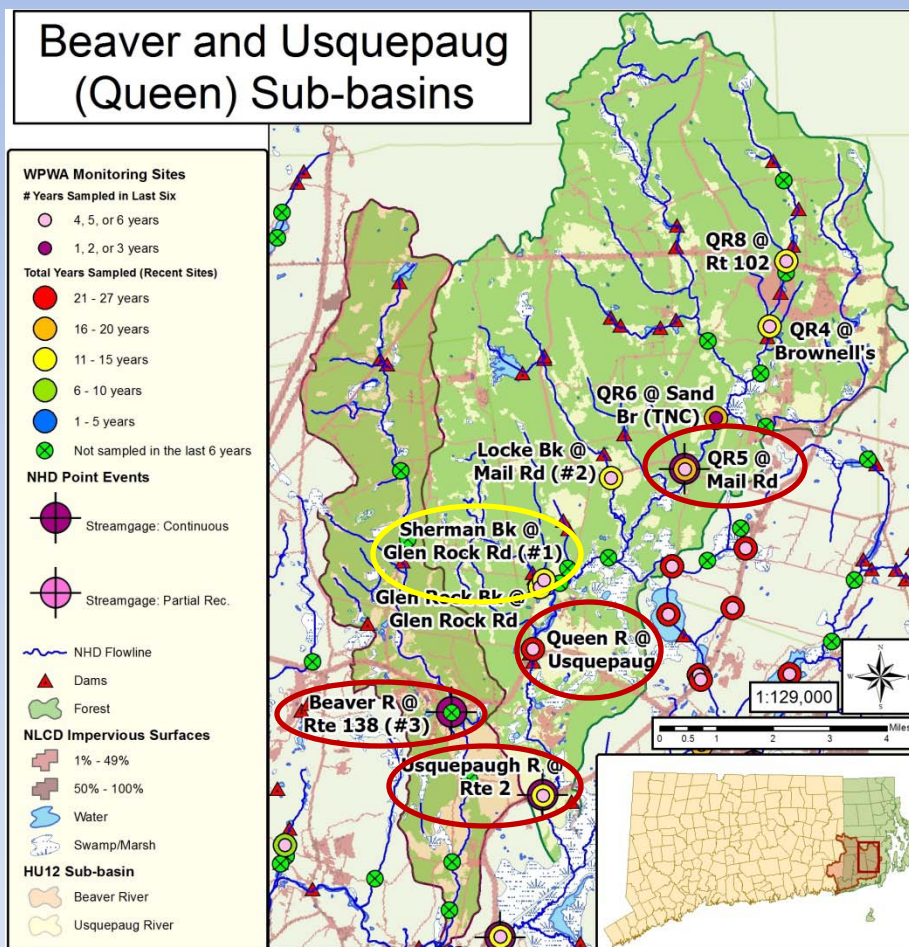 Beaver and Usquepaug
(Queen) Sub-basins
WPWA Monitoring Sites
# Years Sampled in Last Six
4, 5, or 6 years
1, 2, or 3 years
Total Years Sampled (Recent Sites)
21 - 27 years
16 - 20 years
11 - 15 years
6 - 10 years
1 - 5 years
Not sampled in the last 6 years
NHD Point Events
Streamgage: Continuous
Streamgage: Partial Rec.
NHD Flowline
Dams
Forest
NLCD Impervious Surfaces
1% - 49%
50% - 100%
Water
Swamp/Marsh
HU12 Sub-basin
Beaver River
Usquepaug River
QR8 @
Rt 102
QR4 @
Brownell's
QR6 @ Sand
Br (TNC)
Locke Bk @
Mail Rd (#2)
QR5 @
Mail Rd
Sherman Bk @
Glen Rock Rd (#1)
Glen Rock Bk @
Glen Rock Rd
Queen R @
Usquepaug
Beaver R @
Rte 138 (#3)
Usquepaugh R @
Rte 2
N
W
S
1:129,000
Miles
0 0.5 1 2 3 4